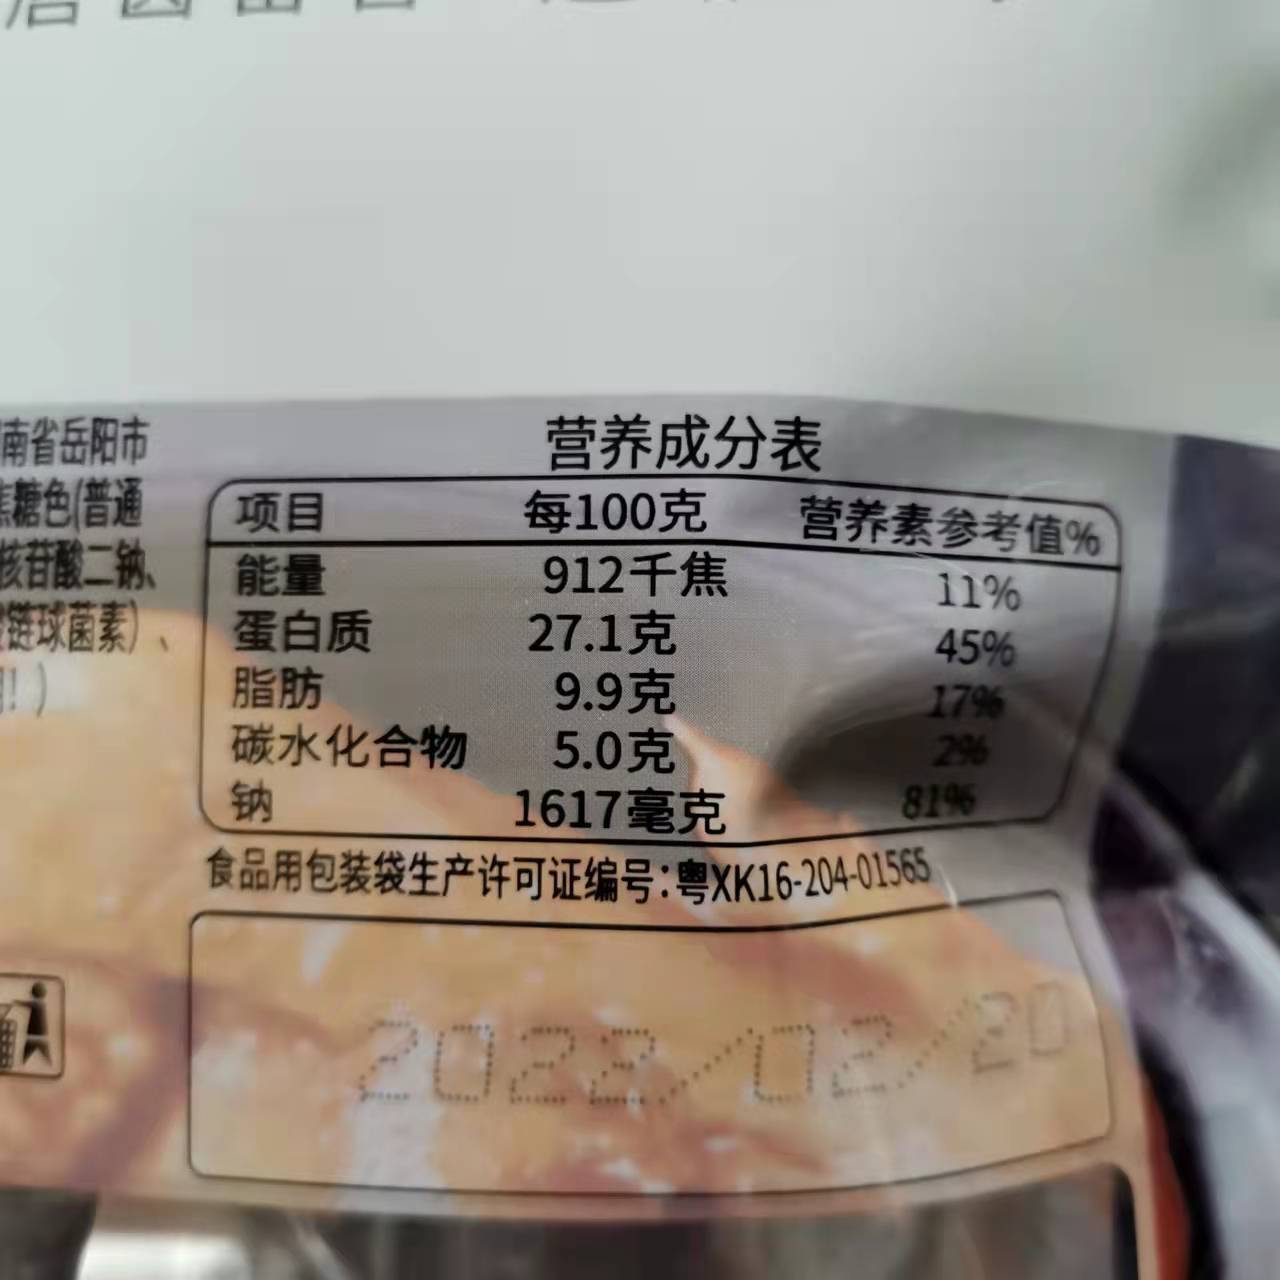 南省岳阳市
焦糖色(普通
核苷酸二钠、
链球菌素）、
！）
营养成分表
项目 每100克 营养素参考值%
能量 912千焦 11%
蛋白质 27.1克 45%
脂肪 9.9克 17%
碳水化合物 5.0克 2%
钠 1617毫克 81%
食品用包装袋生产许可证编号：粤XK16-204-01565
2022/02/20